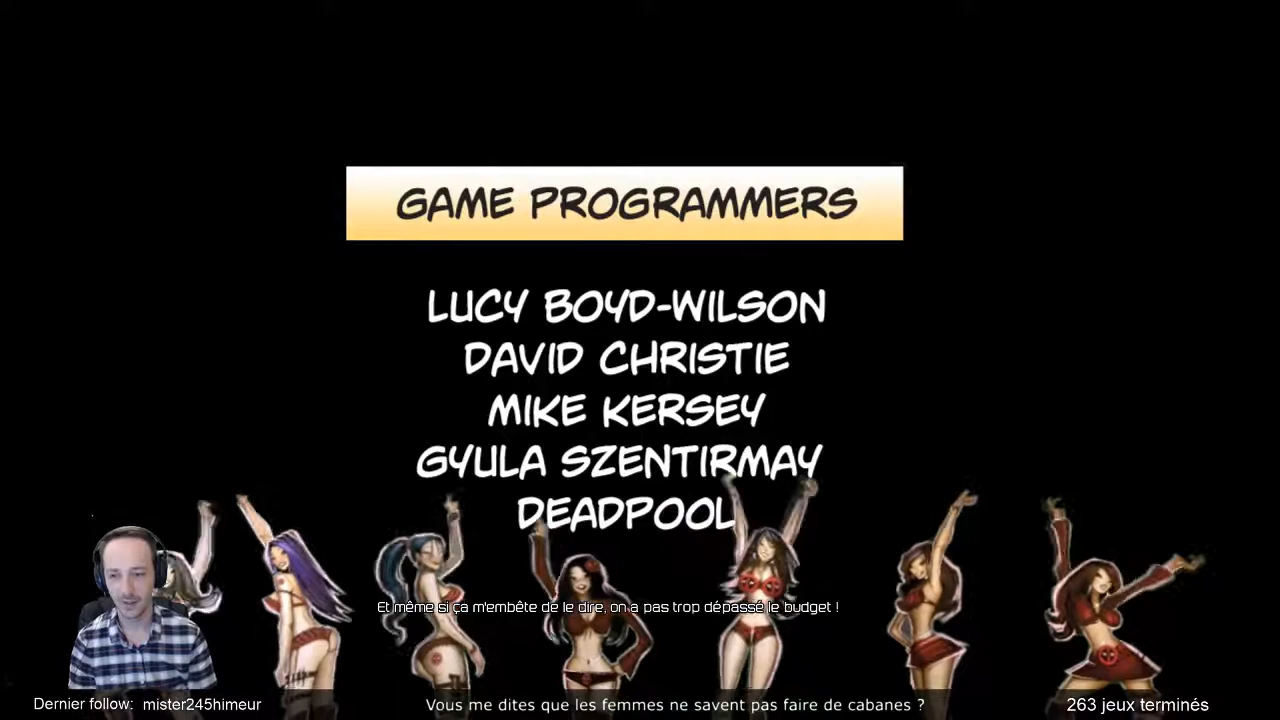 GAME PROGRAMMERS
LUCY BOYD-WILSON
DAVID CHRISTIE
MIKE KERSEY
GYULA SZENTIRMAY
DEADPOOL
Et même si ça m'embête de le dire, on a pas trop dépassé le budget !
Dernier follow: mister245himeur
Vous me dites que les femmes ne savent pas faire de cabanes ?
263 jeux terminés